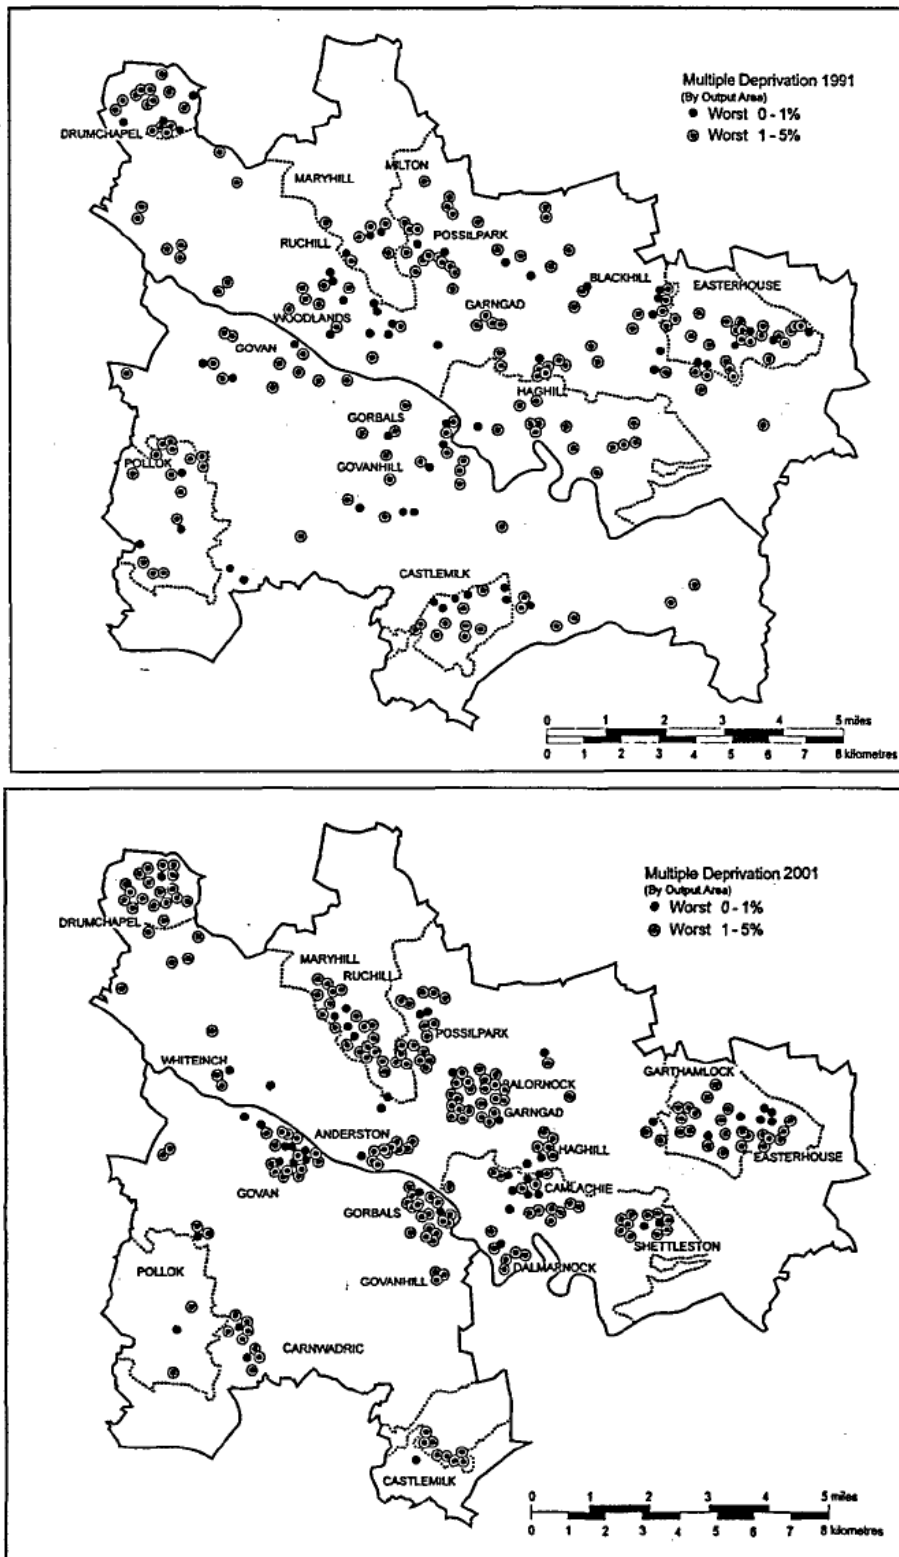 Multiple Deprivation 1991
(By Output Area)
Worst 0 - 1%
Worst 1 - 5%
DRUMCHAPEL
MILTON
MARYHILL
POSSILPARK
RUCHILL
BLACKHILL
EASTERHOUSE
GARNGAD
WOODLANDS
GOVAN
HAGHILL
GORBALS
POLLOK
GOVANHILL
CASTLEMILK
0 1 2 3 4 5 miles
0 1 2 3 4 5 6 7 8 kilometres
Multiple Deprivation 2001
(By Output Area)
Worst 0 - 1%
Worst 1 - 5%
DRUMCHAPEL
MARYHILL
RUCHILL
POSSILPARK
WHITEINCH
GARTHAMLOCK
BALORNOCK
GARNGAD
ANDERSTON
HAGHILL
EASTERHOUSE
CAMLACHIE
GOVAN
GORBALS
SHETTLESTON
POLLOK
DALMARNOCK
GOVANHILL
CARNWADRIC
CASTLEMILK
0 1 2 3 4 5 miles
0 1 2 3 4 5 6 7 8 kilometres